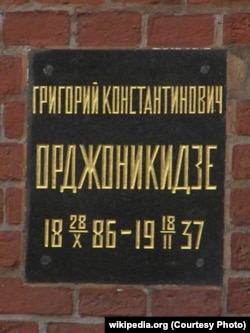 ГРИГОРИЙ КОНСТАНТИНОВИЧ
ОРДЖОНИКИДЗЕ
18 28/X 86 – 19 18/II 37
wikipedia.org (Courtesy Photo)